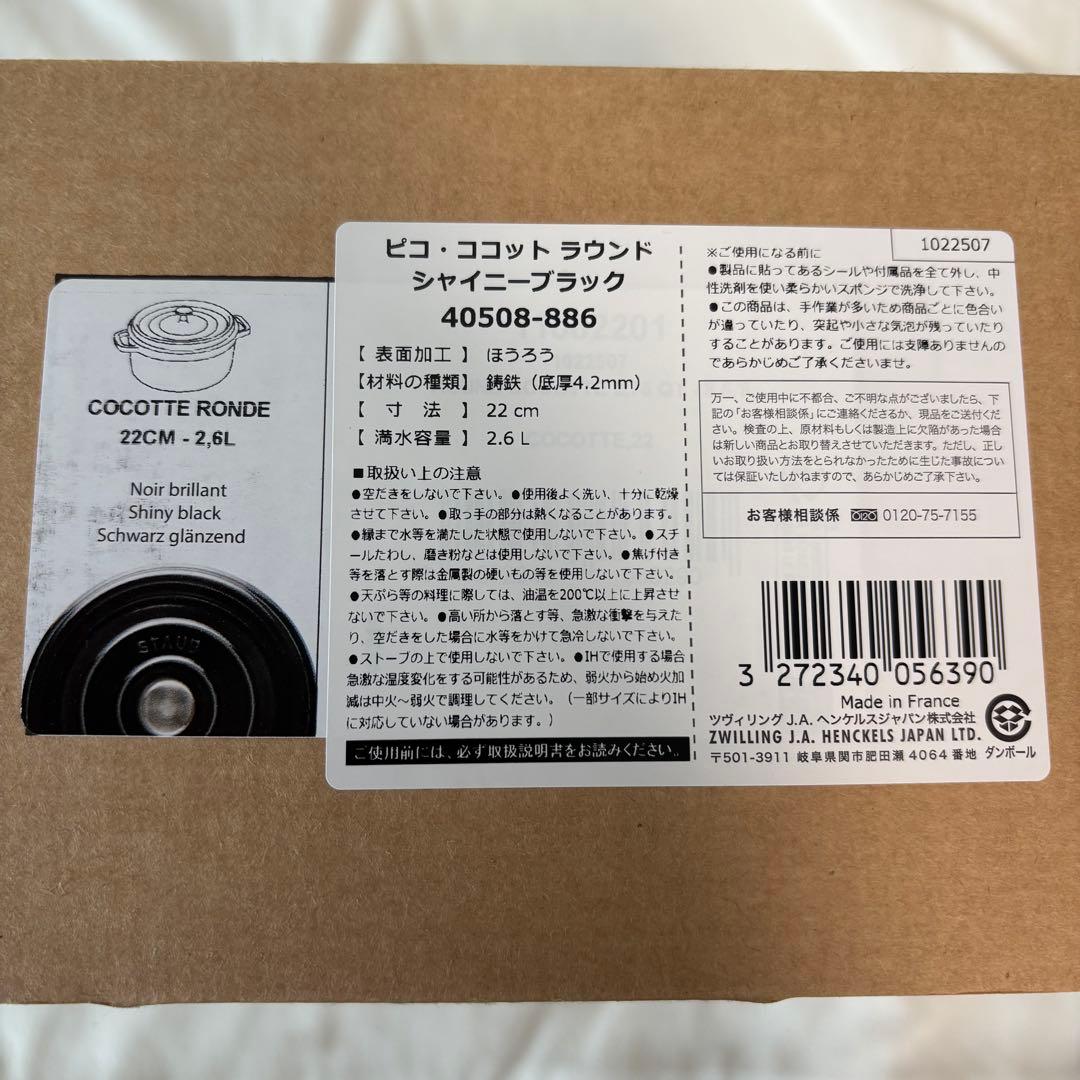 COCOTTE RONDE
22CM - 2,6L
Noir brillant
Shiny black
Schwarz glänzend
STAUB
ピコ・ココット ラウンド
シャイニーブラック
40508-886
【 表面加工 】 ほうろう
【材料の種類】 鋳鉄（底厚4.2mm）
【 寸 法 】 22 cm
【 満水容量 】 2.6 L
■取扱い上の注意
●空だきをしないで下さい。●使用後よく洗い、十分に乾燥
させて下さい。●取っ手の部分は熱くなることがあります。
●縁まで水等を満たした状態で使用しないで下さい。●スチ
ールたわし、磨き粉などは使用しないで下さい。●焦げ付き
等を落とす際は金属製の硬いもの等を使用しないで下さい。
●天ぷら等の料理に際しては、油温を200℃以上に上昇させ
ないで下さい。●高い所から落とす等、急激な衝撃を与えた
り、空だきをした場合に水等をかけて急冷しないで下さい。
●ストーブの上で使用しないで下さい。●IHで使用する場合
急激な温度変化をする可能性があるため、弱火から始め火加
減は中火～弱火で調理してください。（一部サイズによりIH
に対応していない場合があります。）
ご使用前には、必ず取扱説明書をお読みください。
1022507
※ご使用になる前に
●製品に貼ってあるシールや付属品を全て外し、中
性洗剤を使い柔らかいスポンジで洗浄して下さい。
●この商品は、手作業が多いため商品ごとに色合い
が違っていたり、突起や小さな気泡が残っていたり
することがあります。ご使用には支障ありませんの
であらかじめご了承くださいませ。
万一、ご使用中に不都合、ご不明な点がございましたら、下
記の「お客様相談係」にご連絡くださるか、現品をご送付くださ
い。検査の上、原材料もしくは製造上に欠陥があった場合
は新しい商品とお取り替えさせていただきます。ただし、正し
いお取り扱い方法をとられなかったために生じた事故につい
ては保証いたしかねますので、あらかじめご了承下さい。
お客様相談係 0120-75-7155
3 272340 056390
Made in France
ツヴィリング J.A. ヘンケルスジャパン株式会社
ZWILLING J.A. HENCKELS JAPAN LTD.
〒501-3911 岐阜県関市肥田瀬 4064 番地
ダンボール